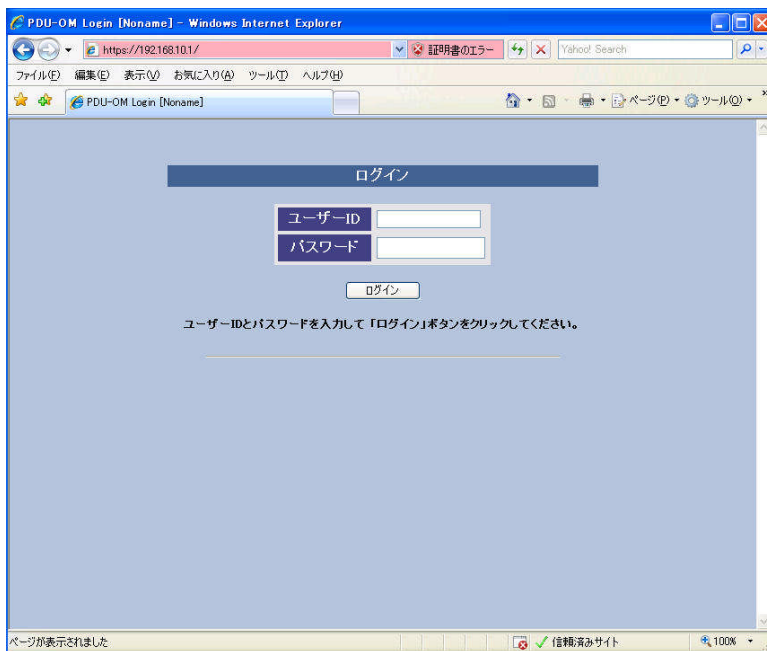 PDU-OM Login [Noname] - Windows Internet Explorer
https://192.168.10.1/
証明書のエラー
Yahoo! Search
ファイル(F) 編集(E) 表示(V) お気に入り(A) ツール(T) ヘルプ(H)
PDU-OM Login [Noname]
ページ(P) ツール(O)
ログイン
ユーザーID
パスワード
ログイン
ユーザーIDとパスワードを入力して「ログイン」ボタンをクリックしてください。
ページが表示されました
信頼済みサイト
100%